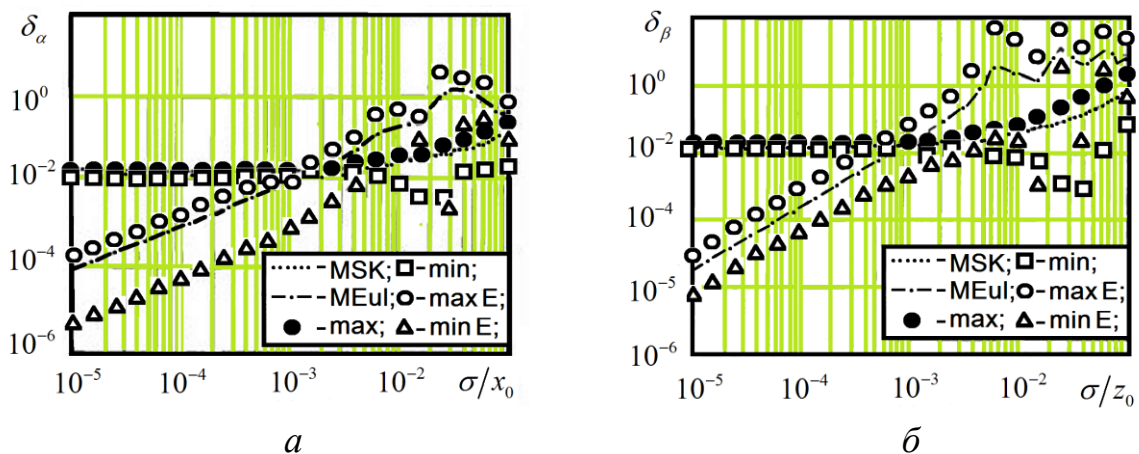 δα
10⁰
10⁻²
10⁻⁴
10⁻⁶
MSK; -min;
MEul; -max E;
-max; -min E;
10⁻⁵ 10⁻⁴ 10⁻³ 10⁻² σ/x₀
а
δβ
10⁰
10⁻²
10⁻⁴
10⁻⁵
10⁻⁶
MSK; -min;
MEul; -max E;
-max; -min E;
10⁻⁵ 10⁻⁴ 10⁻³ 10⁻² σ/z₀
б